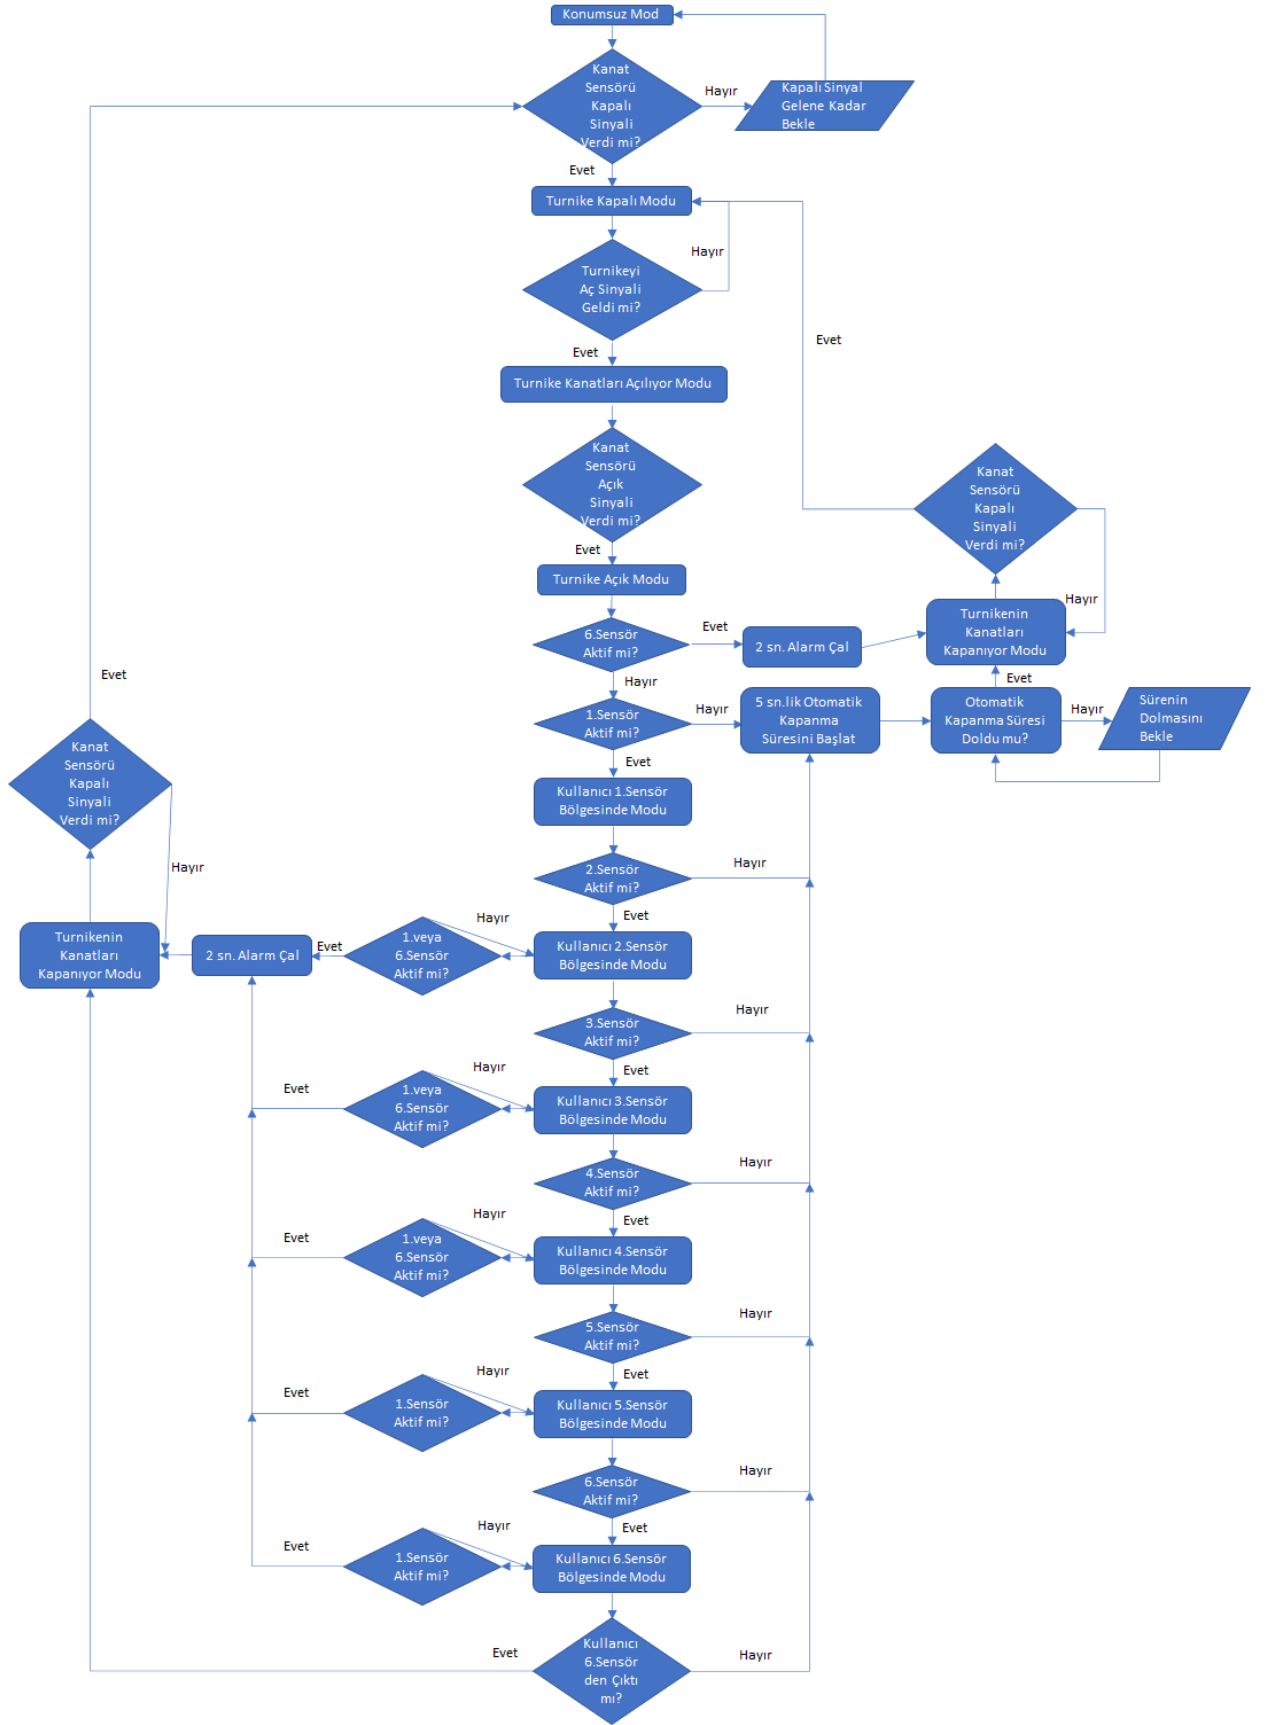 Konumsuz Mod
Kanat
Sensörü
Kapalı
Sinyali
Verdi mi?
Hayır
Kapalı Sinyal
Gelene Kadar
Bekle
Evet
Turnike Kapalı Modu
Turnikeyi
Aç Sinyali
Geldi mi?
Hayır
Evet
Evet
Turnike Kanatları Açılıyor Modu
Kanat
Sensörü
Açık
Sinyali
Verdi mi?
Kanat
Sensörü
Kapalı
Sinyali
Verdi mi?
Evet
Turnike Açık Modu
Hayır
6.Sensör
Aktif mi?
Evet
2 sn. Alarm Çal
Turnikenin
Kanatları
Kapanıyor Modu
Hayır
Evet
Evet
1.Sensör
Aktif mi?
Hayır
5 sn.lik Otomatik
Kapanma
Süresini Başlat
Otomatik
Kapanma Süresi
Doldu mu?
Hayır
Sürenin
Dolmasını
Bekle
Evet
Kanat
Sensörü
Kapalı
Sinyali
Verdi mi?
Kullanıcı 1.Sensör
Bölgesinde Modu
Hayır
2.Sensör
Aktif mi?
Hayır
Evet
Turnikenin
Kanatları
Kapanıyor Modu
2 sn. Alarm Çal
Evet
1.veya
6.Sensör
Aktif mi?
Hayır
Kullanıcı 2.Sensör
Bölgesinde Modu
3.Sensör
Aktif mi?
Hayır
Evet
Evet
1.veya
6.Sensör
Aktif mi?
Hayır
Kullanıcı 3.Sensör
Bölgesinde Modu
4.Sensör
Aktif mi?
Hayır
Evet
Evet
1.veya
6.Sensör
Aktif mi?
Hayır
Kullanıcı 4.Sensör
Bölgesinde Modu
5.Sensör
Aktif mi?
Hayır
Evet
Evet
1.Sensör
Aktif mi?
Hayır
Kullanıcı 5.Sensör
Bölgesinde Modu
6.Sensör
Aktif mi?
Hayır
Evet
Evet
1.Sensör
Aktif mi?
Hayır
Kullanıcı 6.Sensör
Bölgesinde Modu
Evet
Kullanıcı
6.Sensör
den Çıktı
mı?
Hayır